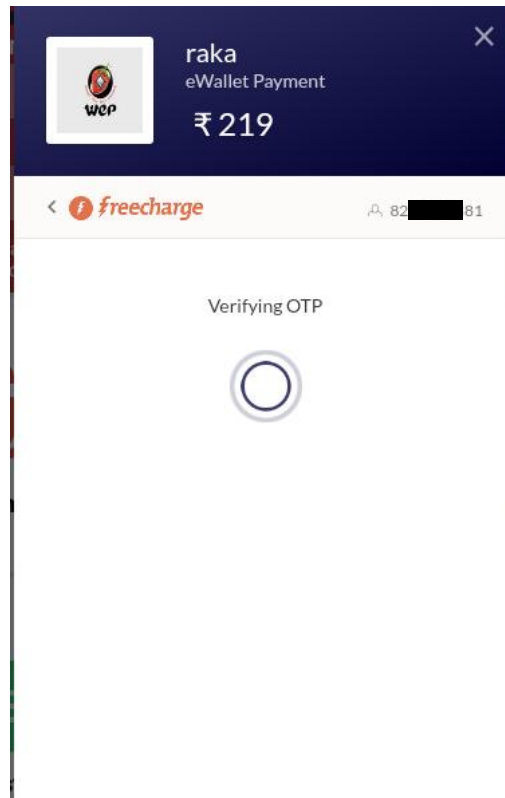 raka
eWallet Payment
₹ 219
wep
freecharge
82 81
Verifying OTP